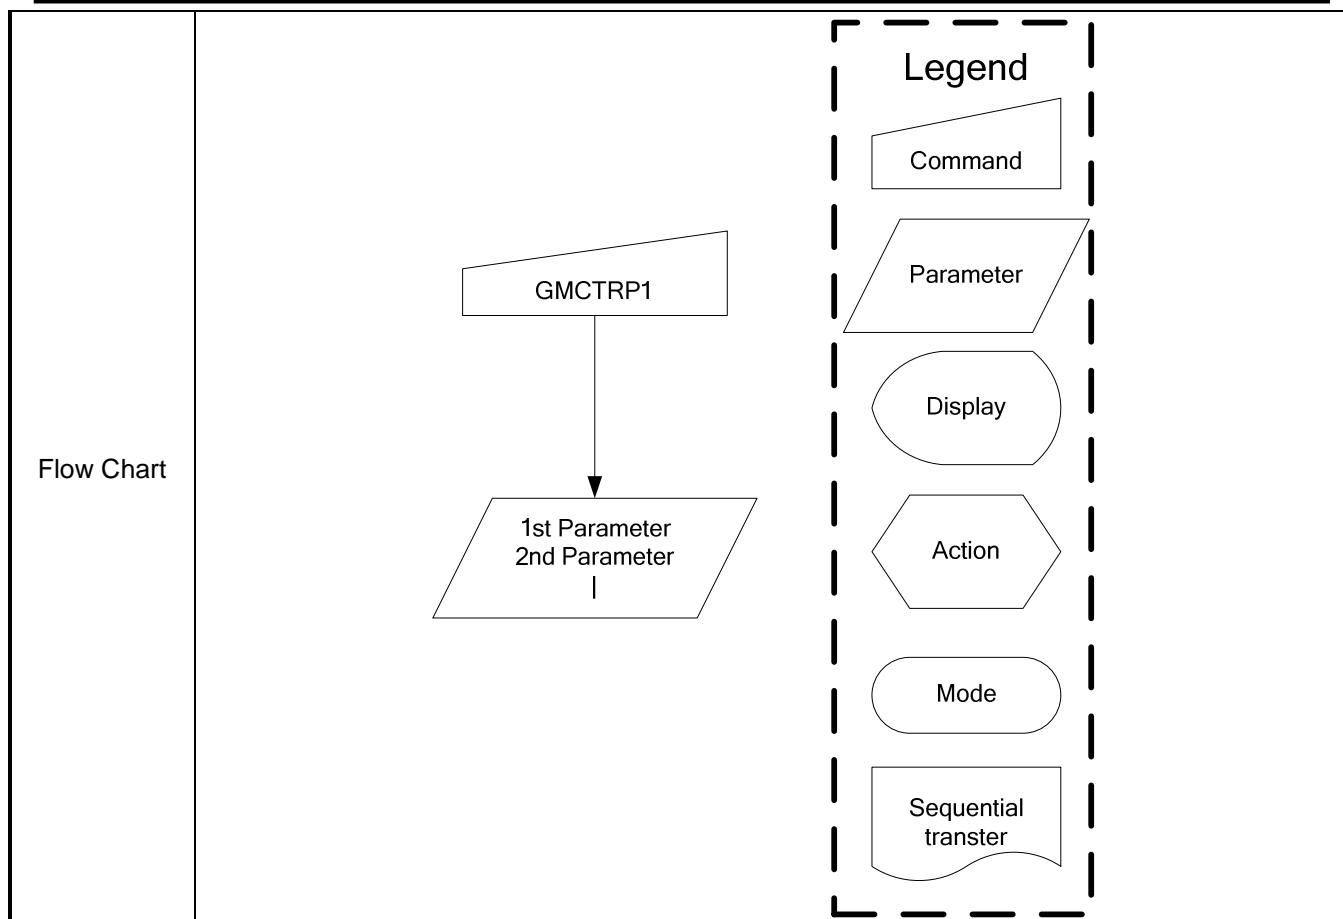 Flow Chart
GMCTRP1
1st Parameter
2nd Parameter
|
Legend
Command
Parameter
Display
Action
Mode
Sequential
transter